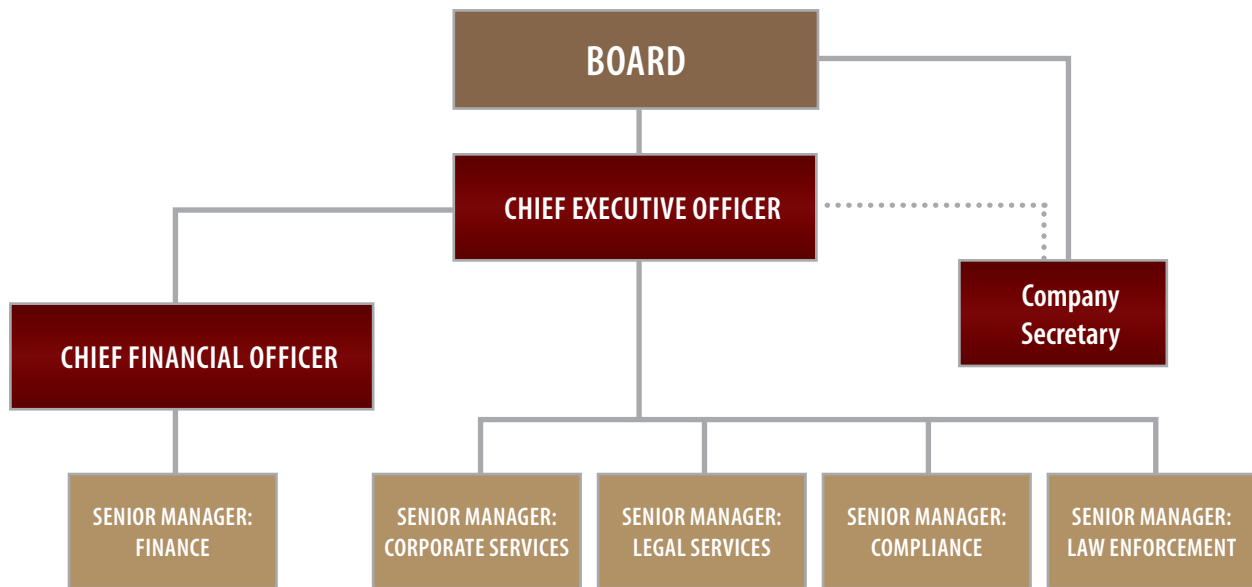 BOARD
CHIEF EXECUTIVE OFFICER
Company
Secretary
CHIEF FINANCIAL OFFICER
SENIOR MANAGER:
FINANCE
SENIOR MANAGER:
CORPORATE SERVICES
SENIOR MANAGER:
LEGAL SERVICES
SENIOR MANAGER:
COMPLIANCE
SENIOR MANAGER:
LAW ENFORCEMENT